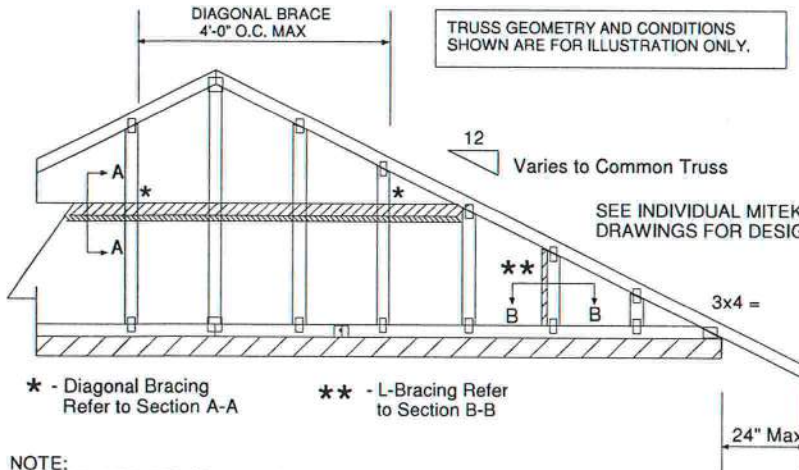 DIAGONAL BRACE
4'-0" O.C. MAX
TRUSS GEOMETRY AND CONDITIONS
SHOWN ARE FOR ILLUSTRATION ONLY.
12
Varies to Common Truss
A
*
*
SEE INDIVIDUAL MITEK
DRAWINGS FOR DESIG
A
**
3x4 =
B
B
* - Diagonal Bracing
Refer to Section A-A
** - L-Bracing Refer
to Section B-B
24" Max
NOTE: